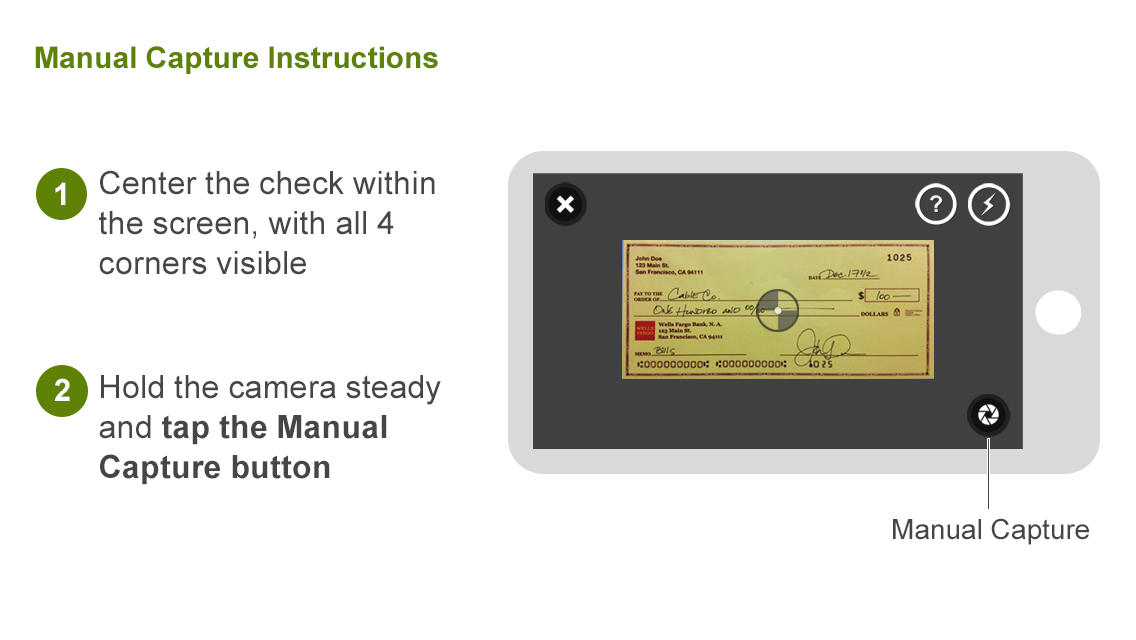 Manual Capture Instructions
1
Center the check within
the screen, with all 4
corners visible
2
Hold the camera steady
and tap the Manual
Capture button
?
John Doe
123 Main St.
San Francisco, CA 94111
1025
DATE Dec. 17
PAY TO THE
ORDER OF Cable Co.
$ 100
One Hundred and 00/
DOLLARS
WELLS
FARGO
Wells Fargo Bank, N. A.
123 Main St.
San Francisco, CA 94111
MEMO Bills
⑆000000000⑆ ⑆000000000⑆ 1025
Manual Capture